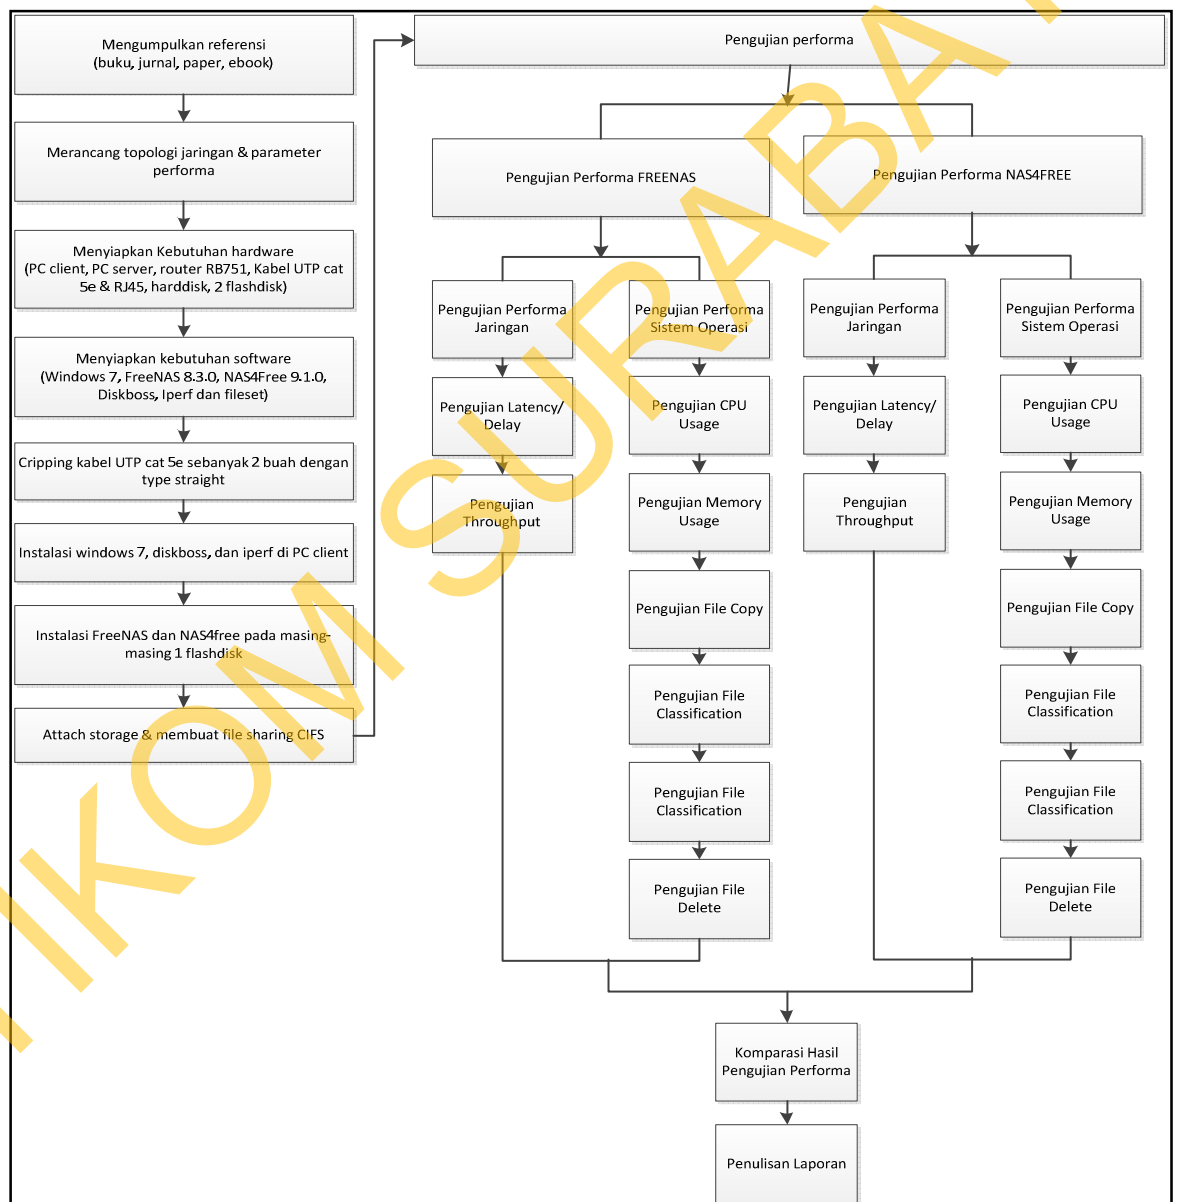 Mengumpulkan referensi
(buku, jurnal, paper, ebook)
Merancang topologi jaringan & parameter
performa
Menyiapkan Kebutuhan hardware
(PC client, PC server, router RB751, Kabel UTP cat
5e & RJ45, harddisk, 2 flashdisk)
Menyiapkan kebutuhan software
(Windows 7, FreeNAS 8.3.0, NAS4Free 9.1.0,
Diskboss, Iperf dan fileset)
Cripping kabel UTP cat 5e sebanyak 2 buah dengan
type straight
Instalasi windows 7, diskboss, dan iperf di PC client
Instalasi FreeNAS dan NAS4free pada masing-
masing 1 flashdisk
Attach storage & membuat file sharing CIFS
Pengujian performa
Pengujian Performa FREENAS
Pengujian Performa
Jaringan
Pengujian Latency/
Delay
Pengujian
Throughput
Pengujian Performa
Sistem Operasi
Pengujian CPU
Usage
Pengujian Memory
Usage
Pengujian File Copy
Pengujian File
Classification
Pengujian File
Classification
Pengujian File
Delete
Pengujian Performa NAS4FREE
Pengujian Performa
Jaringan
Pengujian Latency/
Delay
Pengujian
Throughput
Pengujian Performa
Sistem Operasi
Pengujian CPU
Usage
Pengujian Memory
Usage
Pengujian File Copy
Pengujian File
Classification
Pengujian File
Classification
Pengujian File
Delete
Komparasi Hasil
Pengujian Performa
Penulisan Laporan
IKOM SURABA